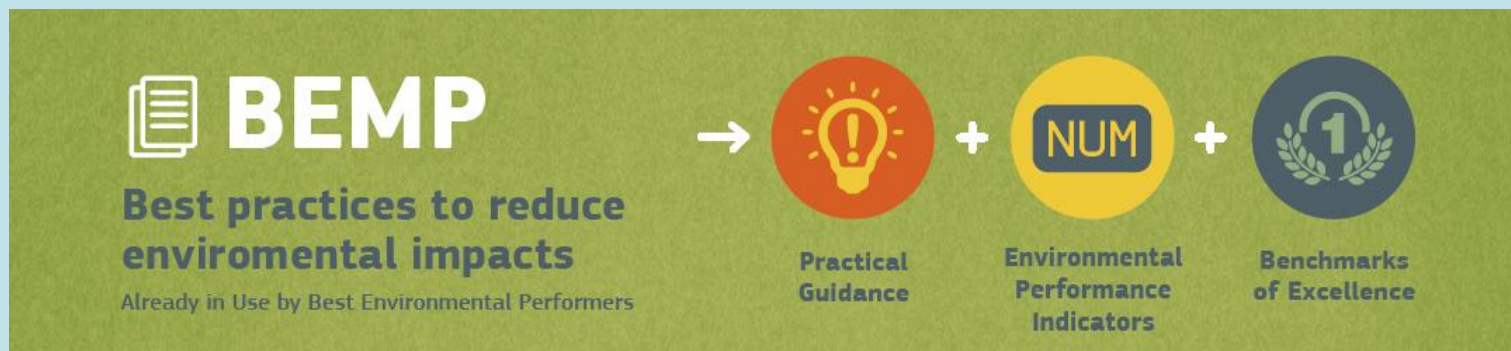 BEMP
Best practices to reduce
enviromental impacts
Already in Use by Best Environmental Performers
Practical
Guidance
NUM
Environmental
Performance
Indicators
1
Benchmarks
of Excellence